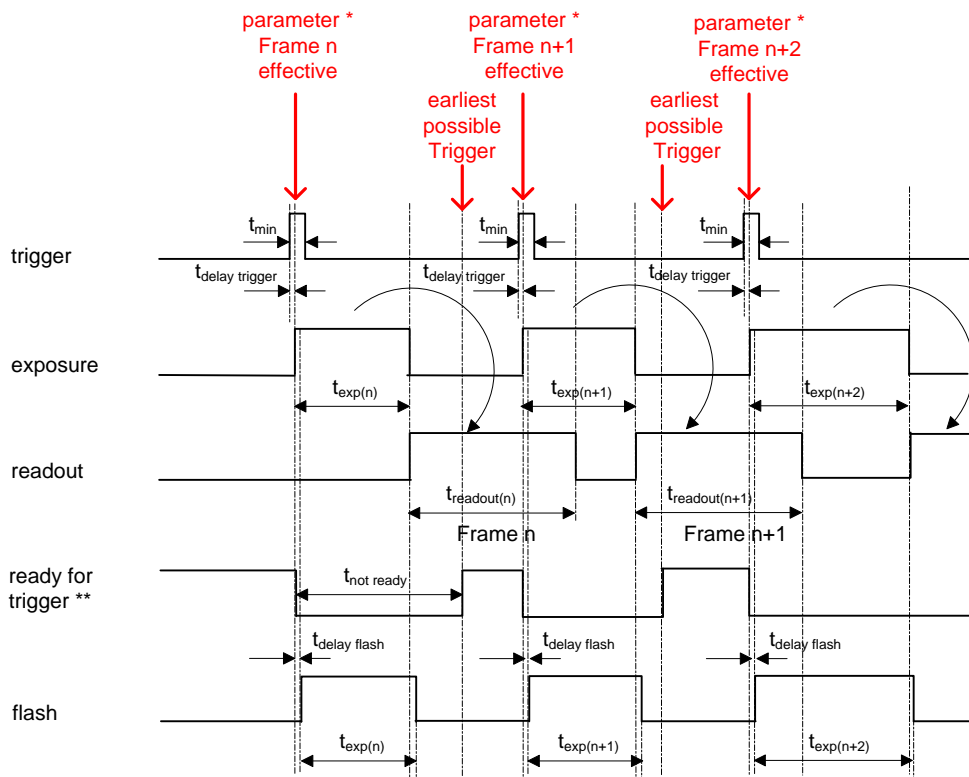 parameter *
Frame n
effective
parameter *
Frame n+1
effective
parameter *
Frame n+2
effective
earliest
possible
Trigger
earliest
possible
Trigger
trigger
tmin
tmin
tmin
tdelay trigger
tdelay trigger
tdelay trigger
exposure
texp(n)
texp(n+1)
texp(n+2)
readout
treadout(n)
treadout(n+1)
Frame n
Frame n+1
ready for
trigger **
tnot ready
tdelay flash
tdelay flash
tdelay flash
flash
texp(n)
texp(n+1)
texp(n+2)